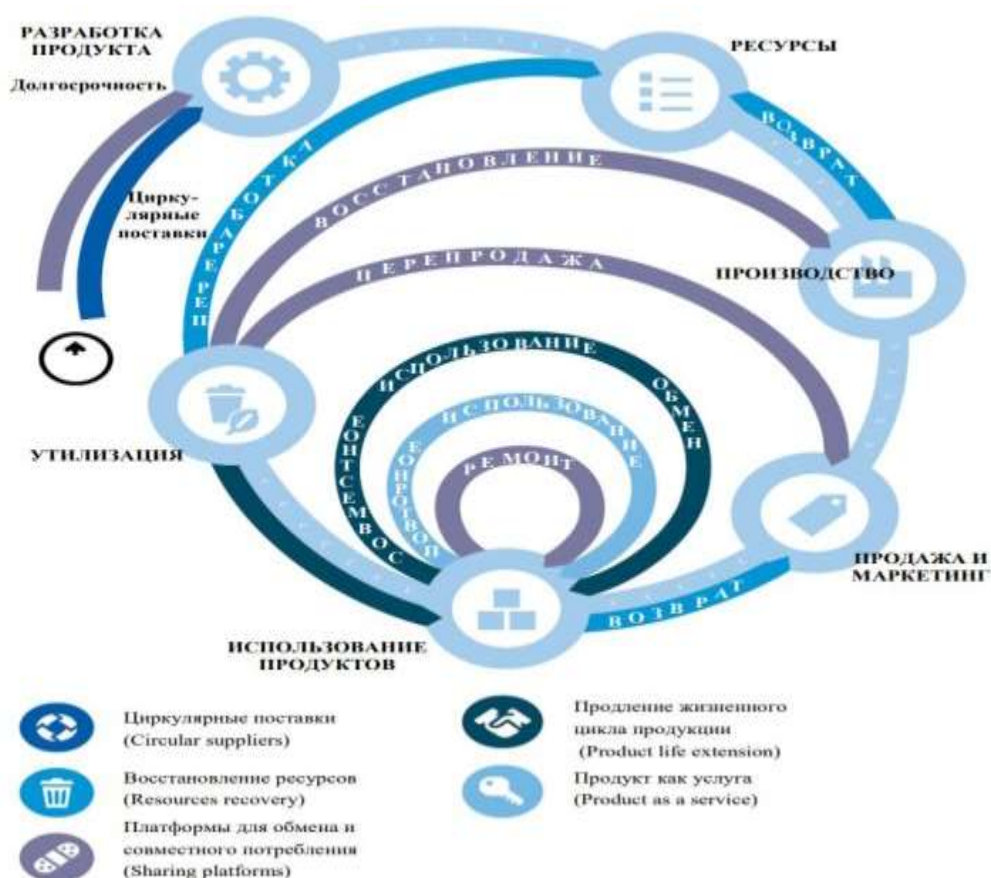 РАЗРАБОТКА
ПРОДУКТА
Долгосрочность
РЕСУРСЫ
ВОЗВРАТ
Цирку-
лярные
поставки
ПЕРЕРАБОТКА
ВОССТАНОВЛЕНИЕ
ПЕРЕПРОДАЖА
ПРОИЗВОДСТВО
СОВМЕСТНОЕ ИСПОЛЬЗОВАНИЕ
ОБМЕН
ПОВТОРНОЕ ИСПОЛЬЗОВАНИЕ
РЕМОНТ
УТИЛИЗАЦИЯ
ПРОДАЖА И
МАРКЕТИНГ
ВОЗВРАТ
ИСПОЛЬЗОВАНИЕ
ПРОДУКТОВ
Циркулярные поставки
(Circular suppliers)
Восстановление ресурсов
(Resources recovery)
Платформы для обмена и
совместного потребления
(Sharing platforms)
Продление жизненного
цикла продукции
(Product life extension)
Продукт как услуга
(Product as a service)